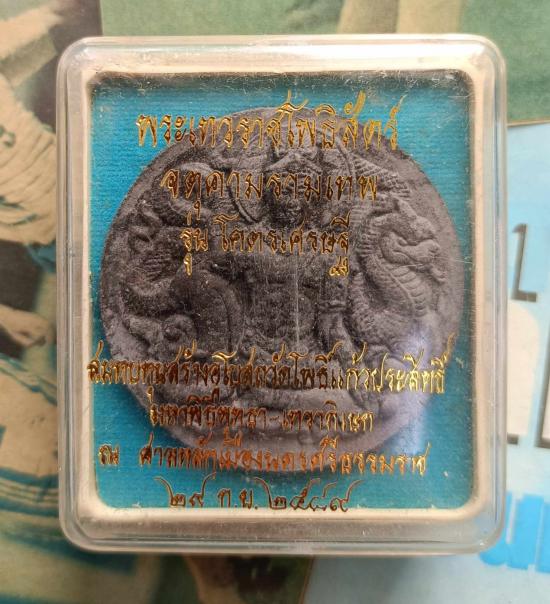 พระเทวราชโพธิสัตว์
จตุคามรามเทพ
รุ่น โคตรเศรษฐี
สมทบทุนสร้างอุโบสถวัดโพธิ์แก้วประสิทธิ์
มหาพิธีพุทธา-เทวาภิเษก
ณ ศาลหลักเมืองนครศรีธรรมราช
๒๙ ก.ย. ๒๕๔๙